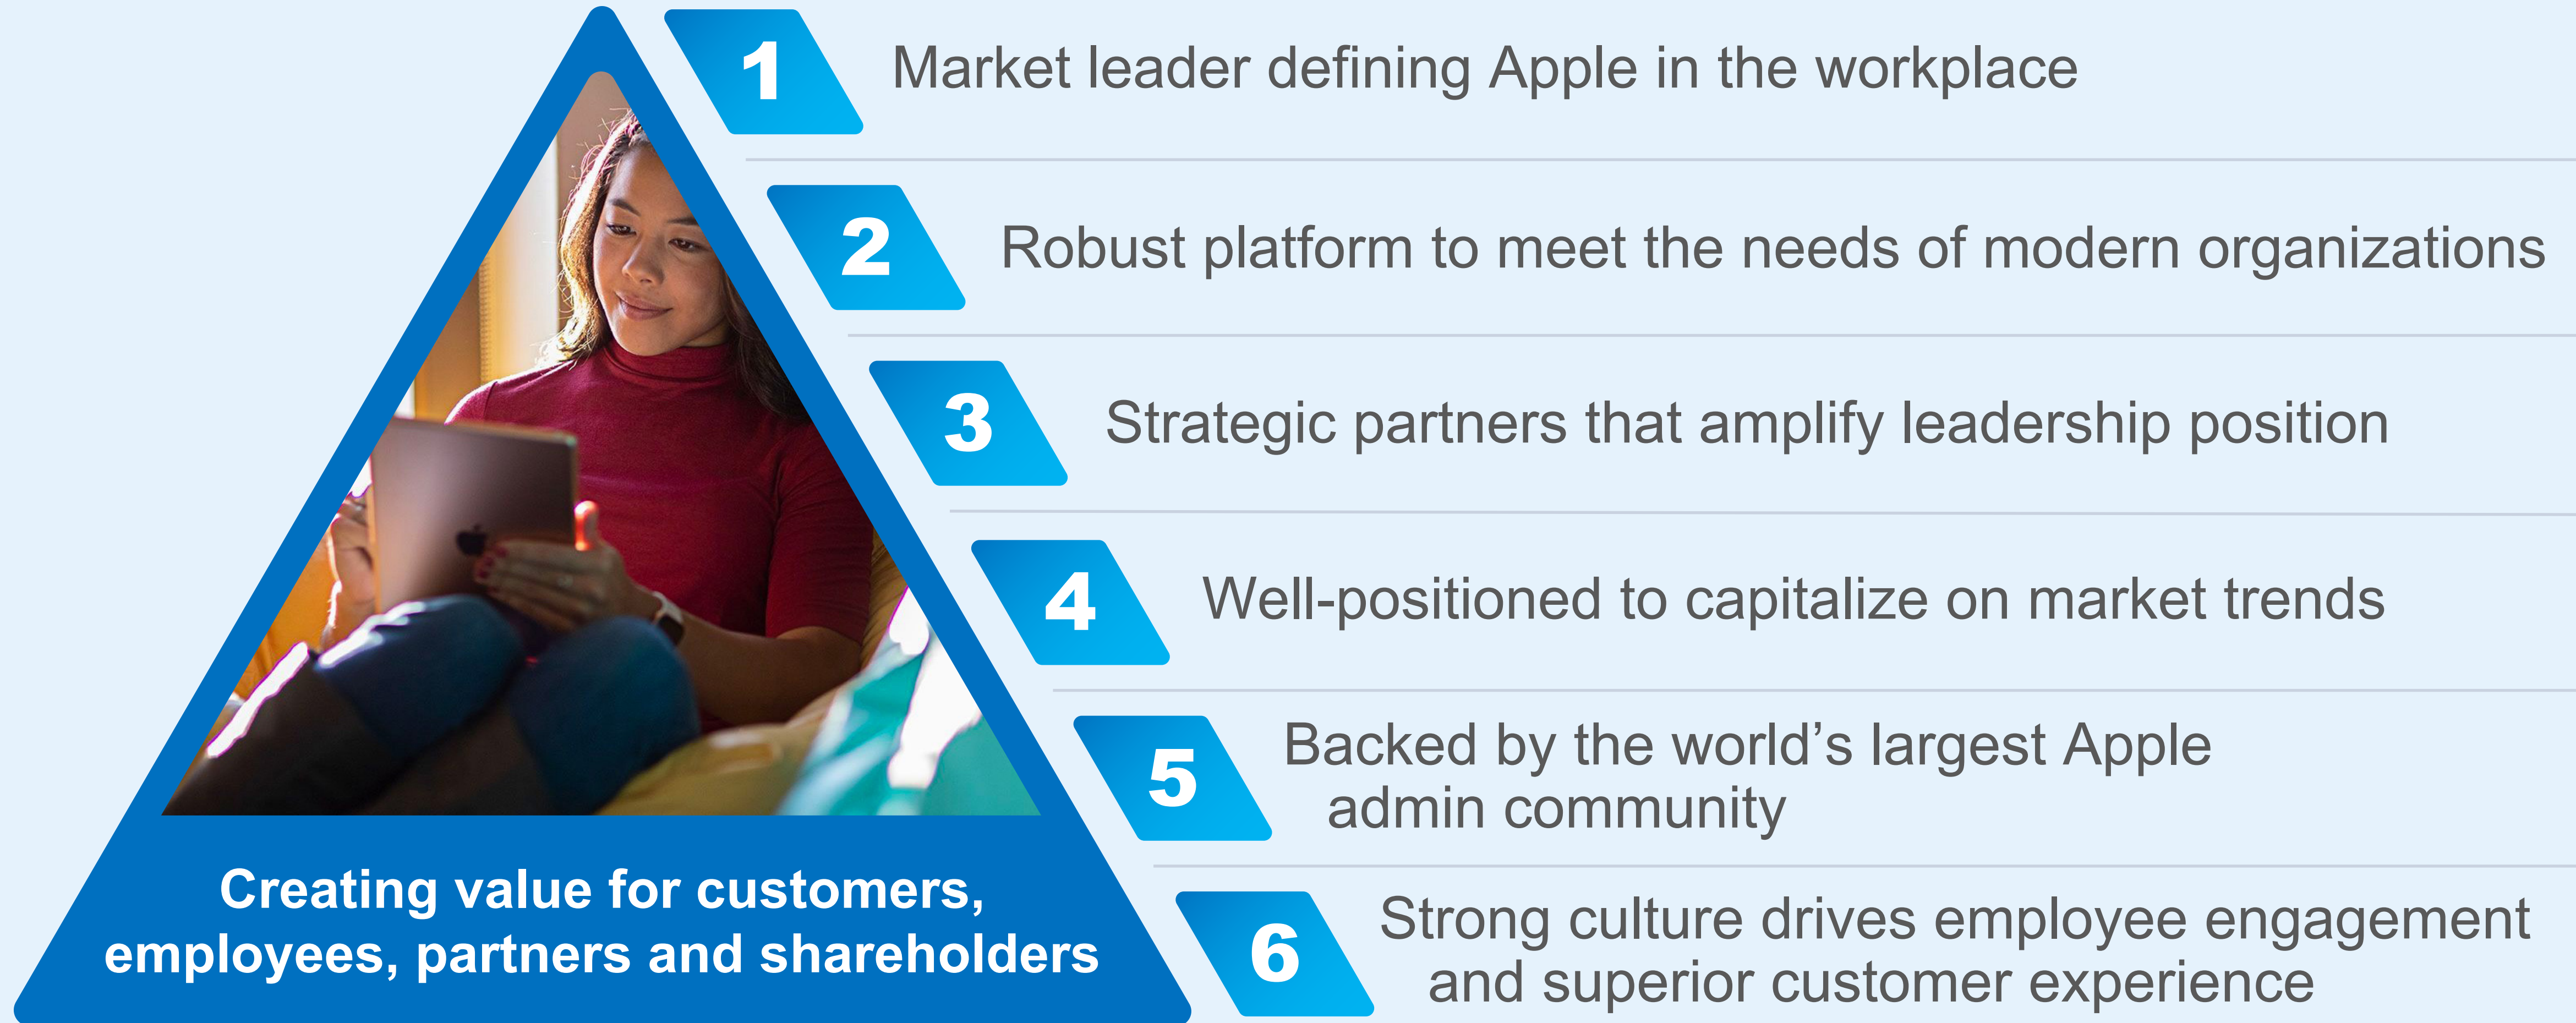 1
Market leader defining Apple in the workplace
2
Robust platform to meet the needs of modern organizations
3
Strategic partners that amplify leadership position
4
Well-positioned to capitalize on market trends
5
Backed by the world’s largest Apple
admin community
6
Strong culture drives employee engagement
and superior customer experience
Creating value for customers,
employees, partners and shareholders